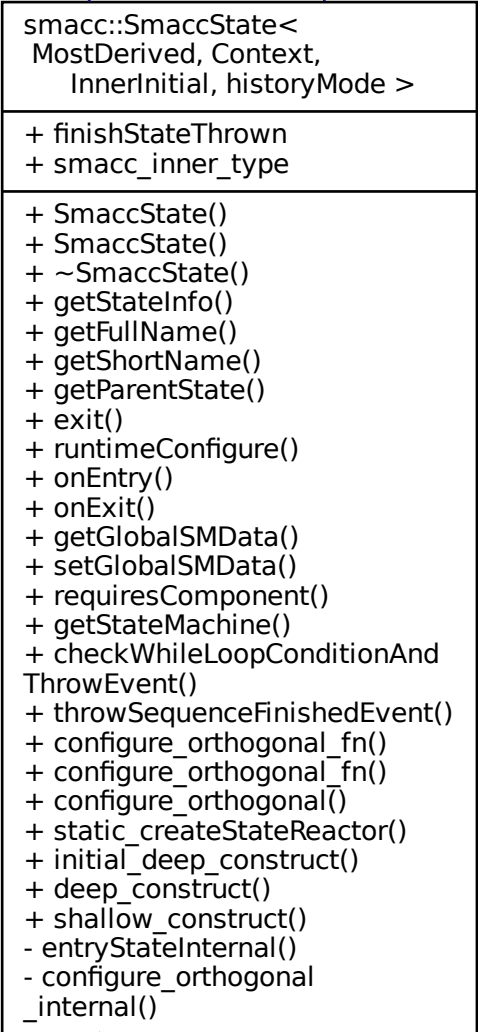 smacc::SmaccState<
MostDerived, Context,
InnerInitial, historyMode >
+ finishStateThrown
+ smacc_inner_type
+ SmaccState()
+ SmaccState()
+ ~SmaccState()
+ getStateInfo()
+ getFullName()
+ getShortName()
+ getParentState()
+ exit()
+ runtimeConfigure()
+ onEntry()
+ onExit()
+ getGlobalSMData()
+ setGlobalSMData()
+ requiresComponent()
+ getStateMachine()
+ checkWhileLoopConditionAnd
ThrowEvent()
+ throwSequenceFinishedEvent()
+ configure_orthogonal_fn()
+ configure_orthogonal_fn()
+ configure_orthogonal()
+ static_createStateReactor()
+ initial_deep_construct()
+ deep_construct()
+ shallow_construct()
- entryStateInternal()
- configure_orthogonal
_internal()